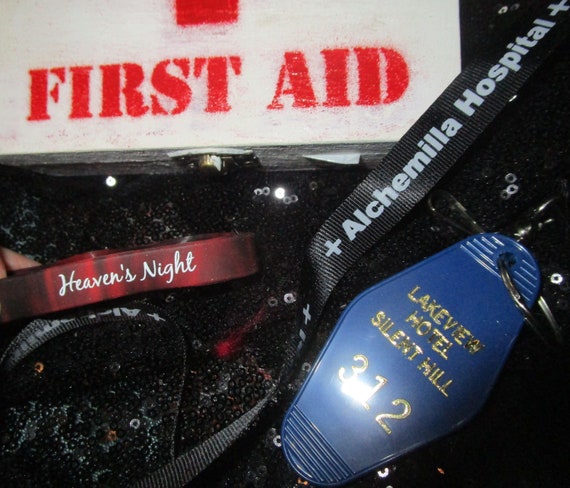 FIRST AID
+ Alchemilla Hospital +
Heaven's Night
LAKEVIEW
HOTEL
SILENT HILL
312